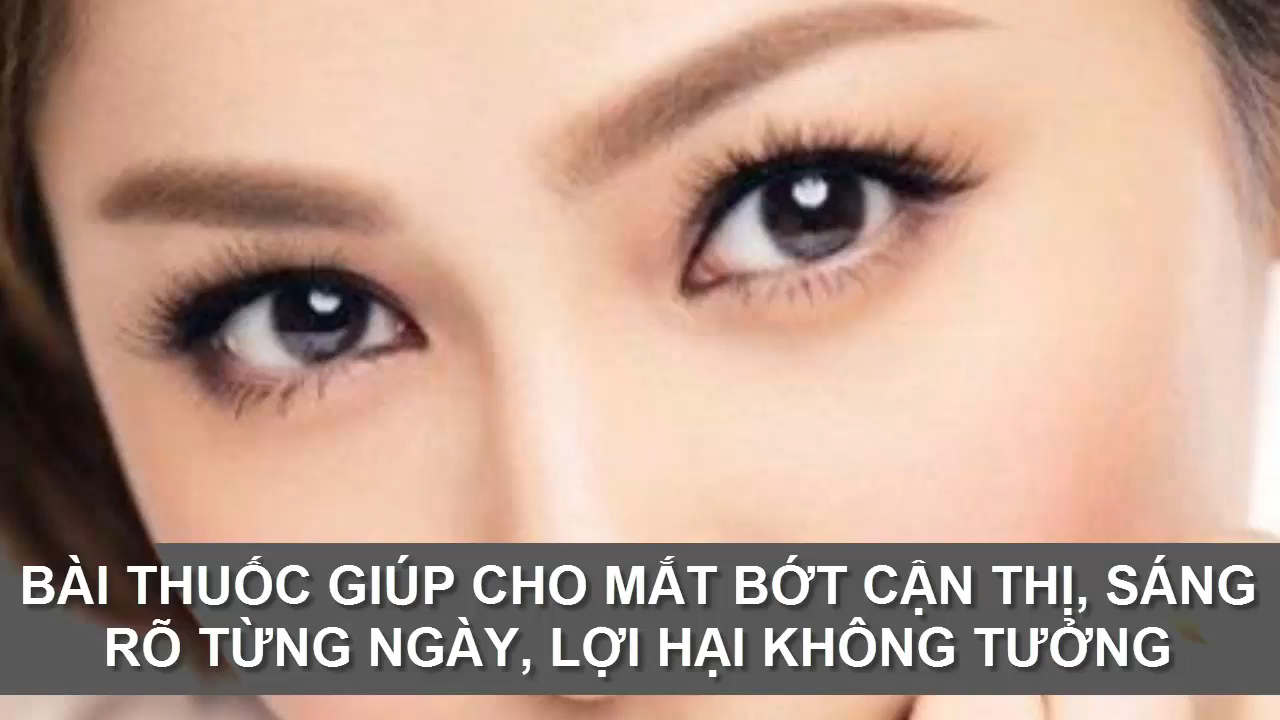 BÀI THUỐC GIÚP CHO MẮT BỚT CẬN THỊ, SÁNG
RÕ TỪNG NGÀY, LỢI HẠI KHÔNG TƯỞNG